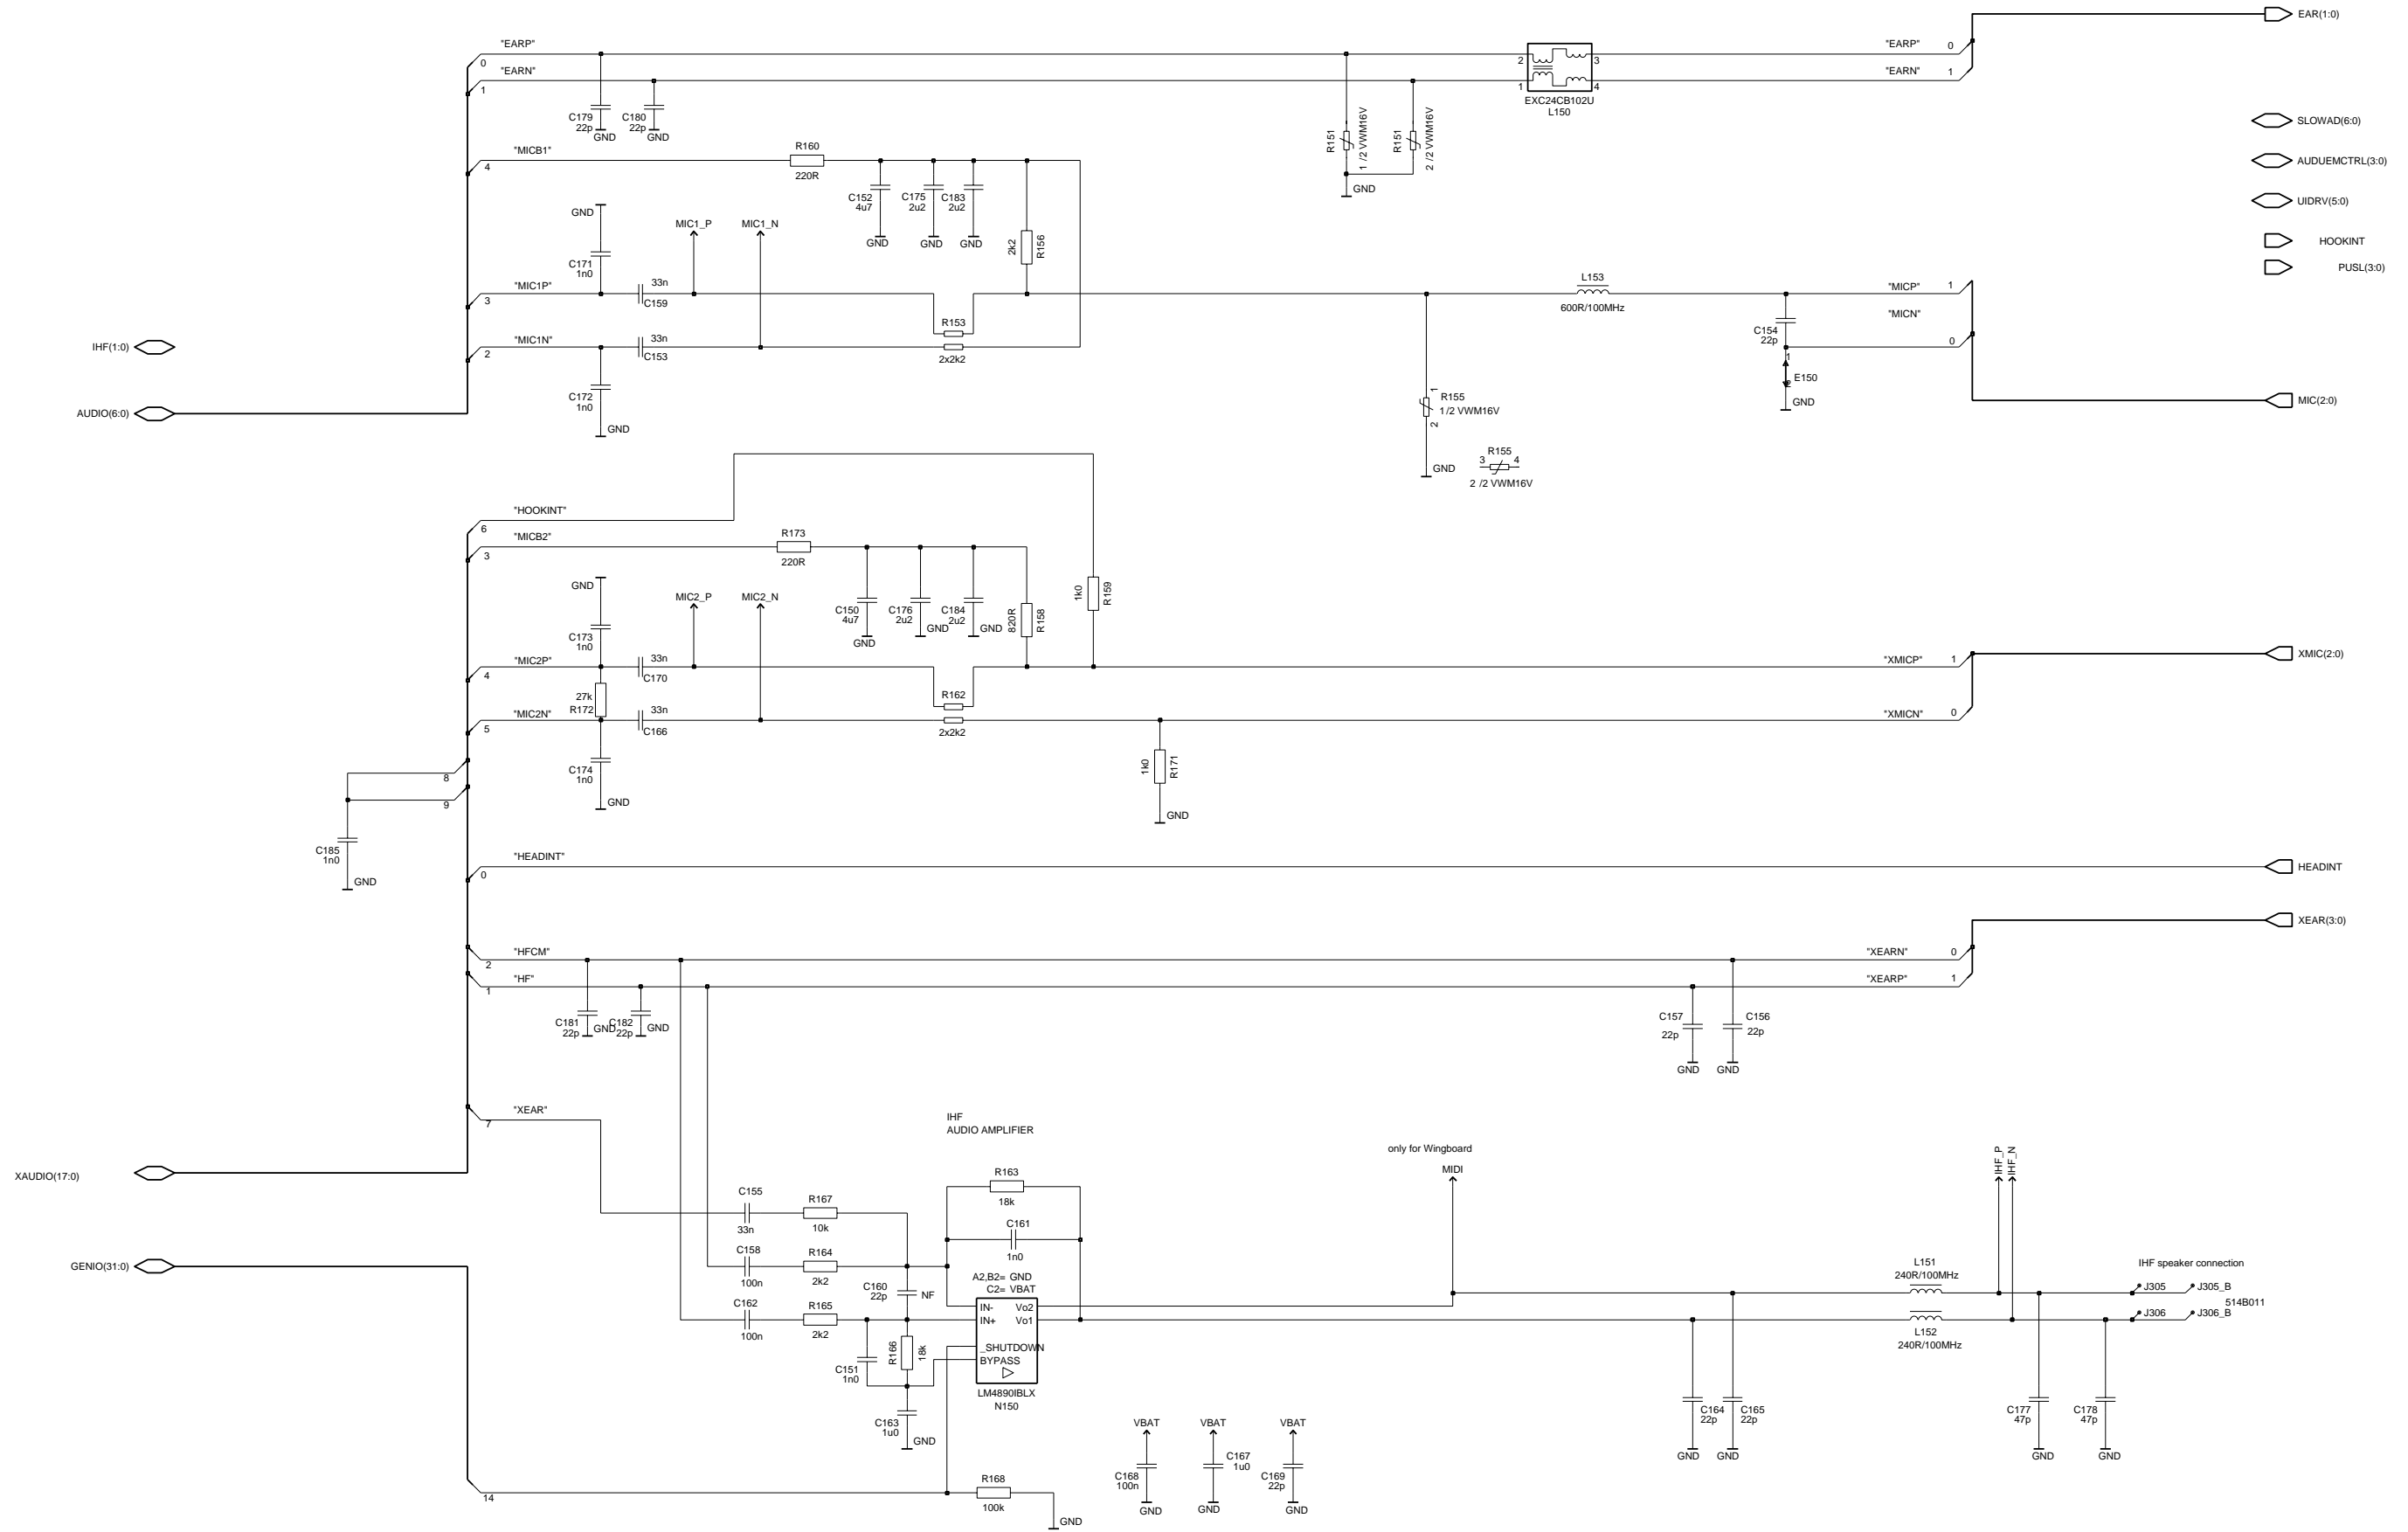 EAR(1:0)
"EARP"
0
"EARN"
1
C179
22p
GND
C180
22p
GND
2
3
1
4
EXC24CB102U
L150
"EARP"
0
"EARN"
1
R151
1 /2 VWM16V
R151
2 /2 VWM16V
GND
SLOWAD(6:0)
AUDUEMCTRL(3:0)
UIDRV(5:0)
HOOKINT
PUSL(3:0)
"MICB1"
4
R160
220R
C152
4u7
GND
C175
2u2
GND
C183
2u2
GND
2k2
R156
GND
C171
1n0
MIC1_P
MIC1_N
"MIC1P"
3
33n
C159
R153
2x2k2
"MIC1N"
2
33n
C153
C172
1n0
GND
L153
600R/100MHz
"MICP"
1
"MICN"
0
C154
22p
1
E150
GND
MIC(2:0)
IHF(1:0)
AUDIO(6:0)
1
R155
1/2 VWM16V
2
GND
R155
3
4
2 /2 VWM16V
"HOOKINT"
6
"MICB2"
3
R173
220R
C150
4u7
GND
C176
2u2
GND
C184
2u2
GND
820R
R158
1k0
R159
GND
C173
1n0
MIC2_P
MIC2_N
"MIC2P"
4
33n
C170
27k
R172
R162
2x2k2
"MIC2N"
5
33n
C166
C174
1n0
GND
"XMICP"
1
"XMICN"
0
XMIC(2:0)
1k0
R171
GND
8
9
C185
1n0
GND
"HEADINT"
0
HEADINT
XEAR(3:0)
"HFCM"
2
"HF"
1
C181
22p
GND
C182
22p
GND
"XEARN"
0
"XEARP"
1
C157
22p
GND
C156
22p
GND
"XEAR"
7
XAUDIO(17:0)
IHF
AUDIO AMPLIFIER
only for Wingboard
MIDI
IHF_P
IHF_N
R163
18k
C155
33n
R167
10k
C161
1n0
C158
100n
R164
2k2
GENIO(31:0)
C160
22p
NF
A2,B2= GND
C2= VBAT
C162
100n
R165
2k2
IN-
Vo2
IN+
Vo1
_SHUTDOWN
BYPASS
LM4890IBLX
N150
C151
1n0
R166
18k
C163
1u0
GND
L151
240R/100MHz
L152
240R/100MHz
IHF speaker connection
J305
J305_B
514B011
J306
J306_B
C164
22p
GND
C165
22p
GND
C177
47p
GND
C178
47p
GND
VBAT
C168
100n
GND
VBAT
C167
1u0
GND
VBAT
C169
22p
GND
14
R168
100k
GND